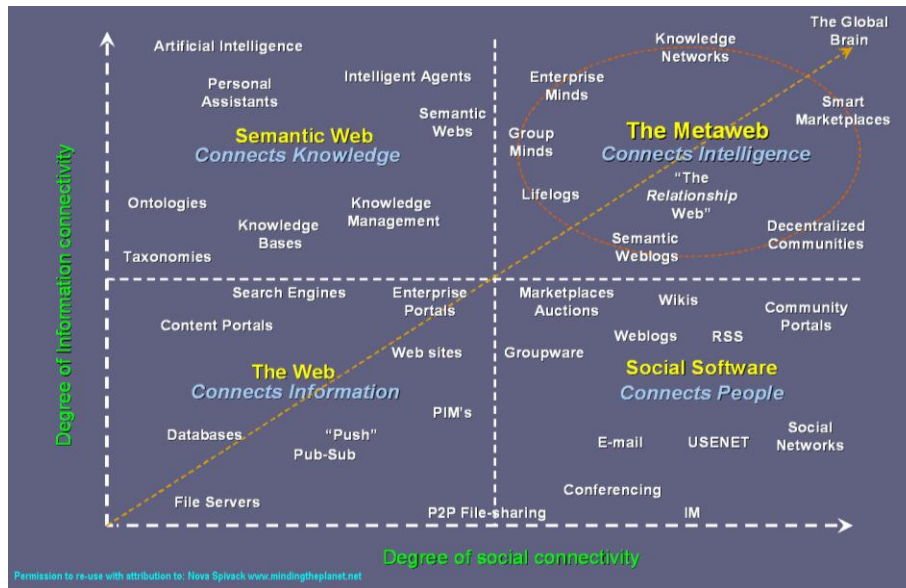 The Global
Brain
Artificial Intelligence
Knowledge
Networks
Personal
Assistants
Intelligent Agents
Enterprise
Minds
Semantic
Webs
Smart
Marketplaces
Semantic Web
Connects Knowledge
Group
Minds
The Metaweb
Connects Intelligence
Ontologies
Knowledge
Management
Lifelogs
"The
Relationship
Web"
Knowledge
Bases
Taxonomies
Semantic
Weblogs
Decentralized
Communities
Degree of Information connectivity
Search Engines
Enterprise
Portals
Content Portals
Web sites
Marketplaces
Auctions
Wikis
Community
Portals
Weblogs
RSS
Groupware
The Web
Connects Information
Social Software
Connects People
PIM's
Databases
"Push"
Pub-Sub
E-mail
USENET
Social
Networks
File Servers
P2P File-sharing
Conferencing
IM
Degree of social connectivity
Permission to re-use with attribution to: Nova Spivack www.mindingtheplanet.net